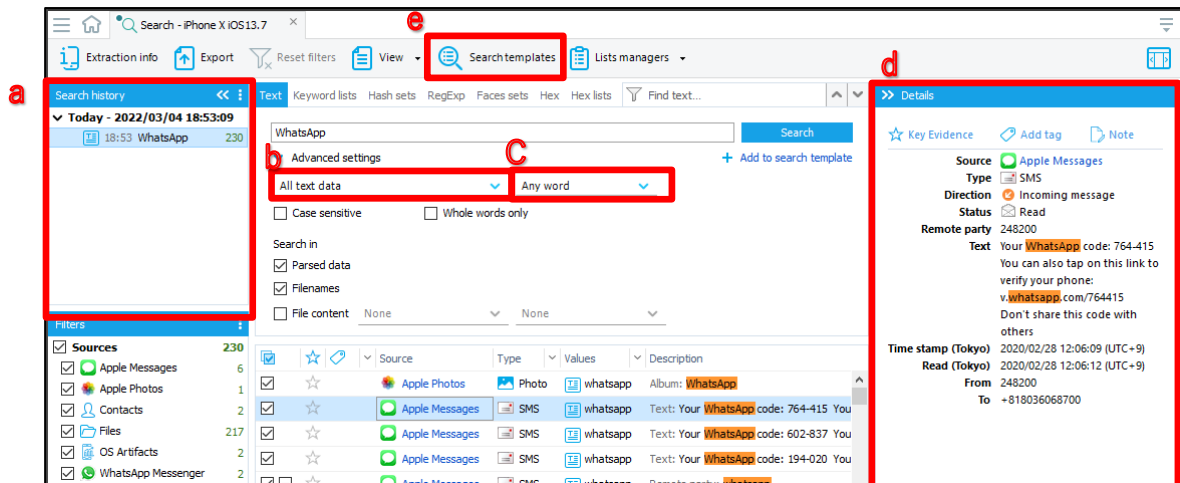 Search - iPhone X iOS13.7
e
Extraction info Export Reset filters View Search templates Lists managers
a
d
Search history
Today - 2022/03/04 18:53:09
18:53 WhatsApp 230
Text Keyword lists Hash sets RegExp Faces sets Hex Hex lists Find text...
WhatsApp Search
b
Advanced settings
C
+ Add to search template
All text data Any word
Case sensitive Whole words only
Search in
Parsed data
Filenames
File content None None
Filters
Sources 230
Apple Messages 6
Apple Photos 1
Contacts 2
Files 217
OS Artifacts 2
WhatsApp Messenger 2
Source Type Values Description
Apple Photos Photo whatsapp Album: WhatsApp
Apple Messages SMS whatsapp Text: Your WhatsApp code: 764-415 You
Apple Messages SMS whatsapp Text: Your WhatsApp code: 602-837 You
Apple Messages SMS whatsapp Text: Your WhatsApp code: 194-020 You
Apple Messages SMS whatsapp Remote party: whatsapp
Details
Key Evidence Add tag Note
Source Apple Messages
Type SMS
Direction Incoming message
Status Read
Remote party 248200
Text Your WhatsApp code: 764-415
You can also tap on this link to
verify your phone:
v.whatsapp.com/764415
Don't share this code with
others
Time stamp (Tokyo) 2020/02/28 12:06:09 (UTC+9)
Read (Tokyo) 2020/02/28 12:06:12 (UTC+9)
From 248200
To +818036068700